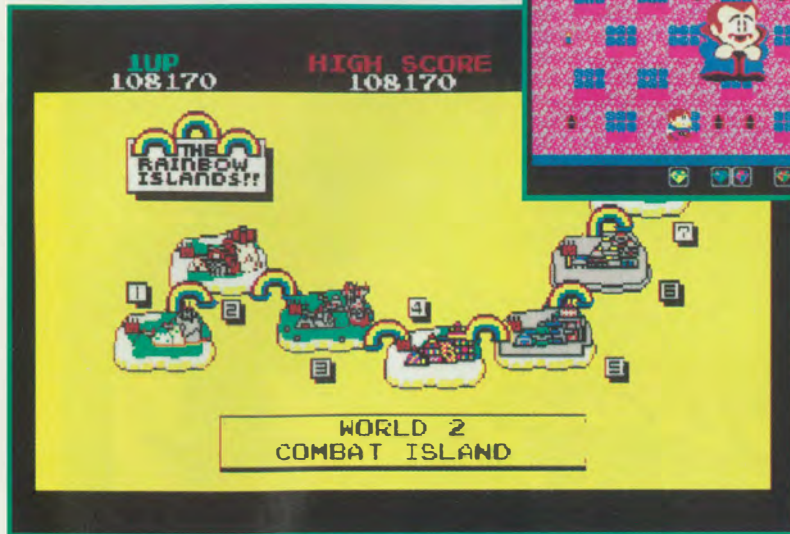 1UP
108170
HIGH SCORE
108170
THE
RAINBOW
ISLANDS!!
1
2
3
4
5
6
7
WORLD 2
COMBAT ISLAND